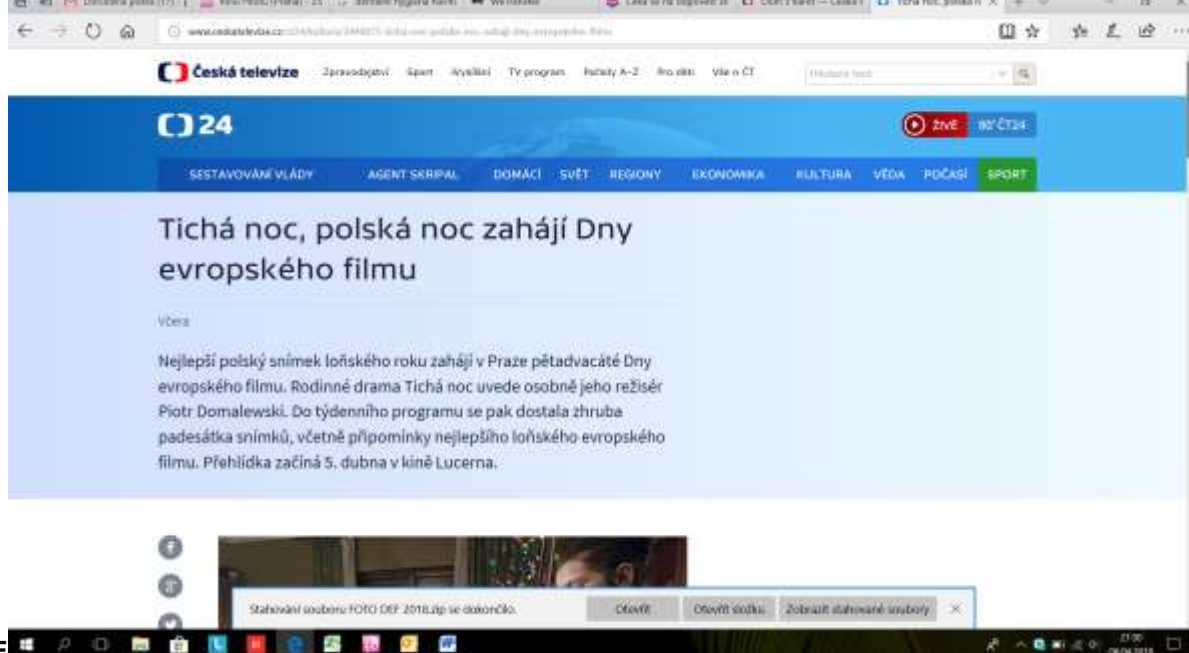 Česká televize Zpravodajství Sport iVysílání TV program Pořady A–Z Pro děti Vše o ČT
24
ŽIVĚ
SESTAVOVÁNÍ VLÁDY AGENT SKRIPAL DOMÁCÍ SVĚT REGIONY EKONOMIKA KULTURA VĚDA POČASÍ SPORT
Tichá noc, polská noc zahájí Dny
evropského filmu
Včera
Nejlepší polský snímek loňského roku zahájí v Praze pětadvacáté Dny
evropského filmu. Rodinné drama Tichá noc uvede osobně jeho režisér
Piotr Domalewski. Do týdenního programu se pak dostala zhruba
padesátka snímků, včetně připomínky nejlepšího loňského evropského
filmu. Přehlídka začíná 5. dubna v kině Lucerna.
Stahování souboru FOTO DEF 2018.zip se dokončilo. Otevřít Otevřít složku Zobrazit stahované soubory
21:00